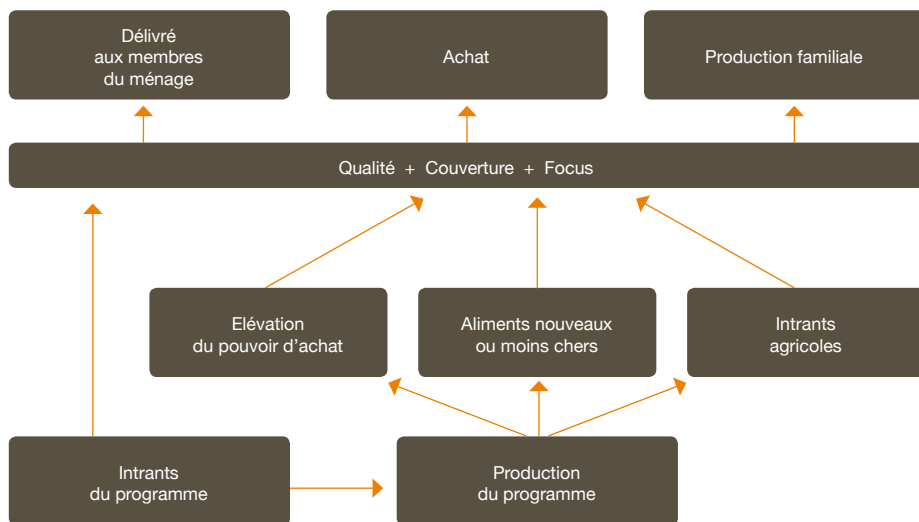 Délivré
aux membres
du ménage
Achat
Production familiale
Qualité + Couverture + Focus
Elévation
du pouvoir d'achat
Aliments nouveaux
ou moins chers
Intrants
agricoles
Intrants
du programme
Production
du programme